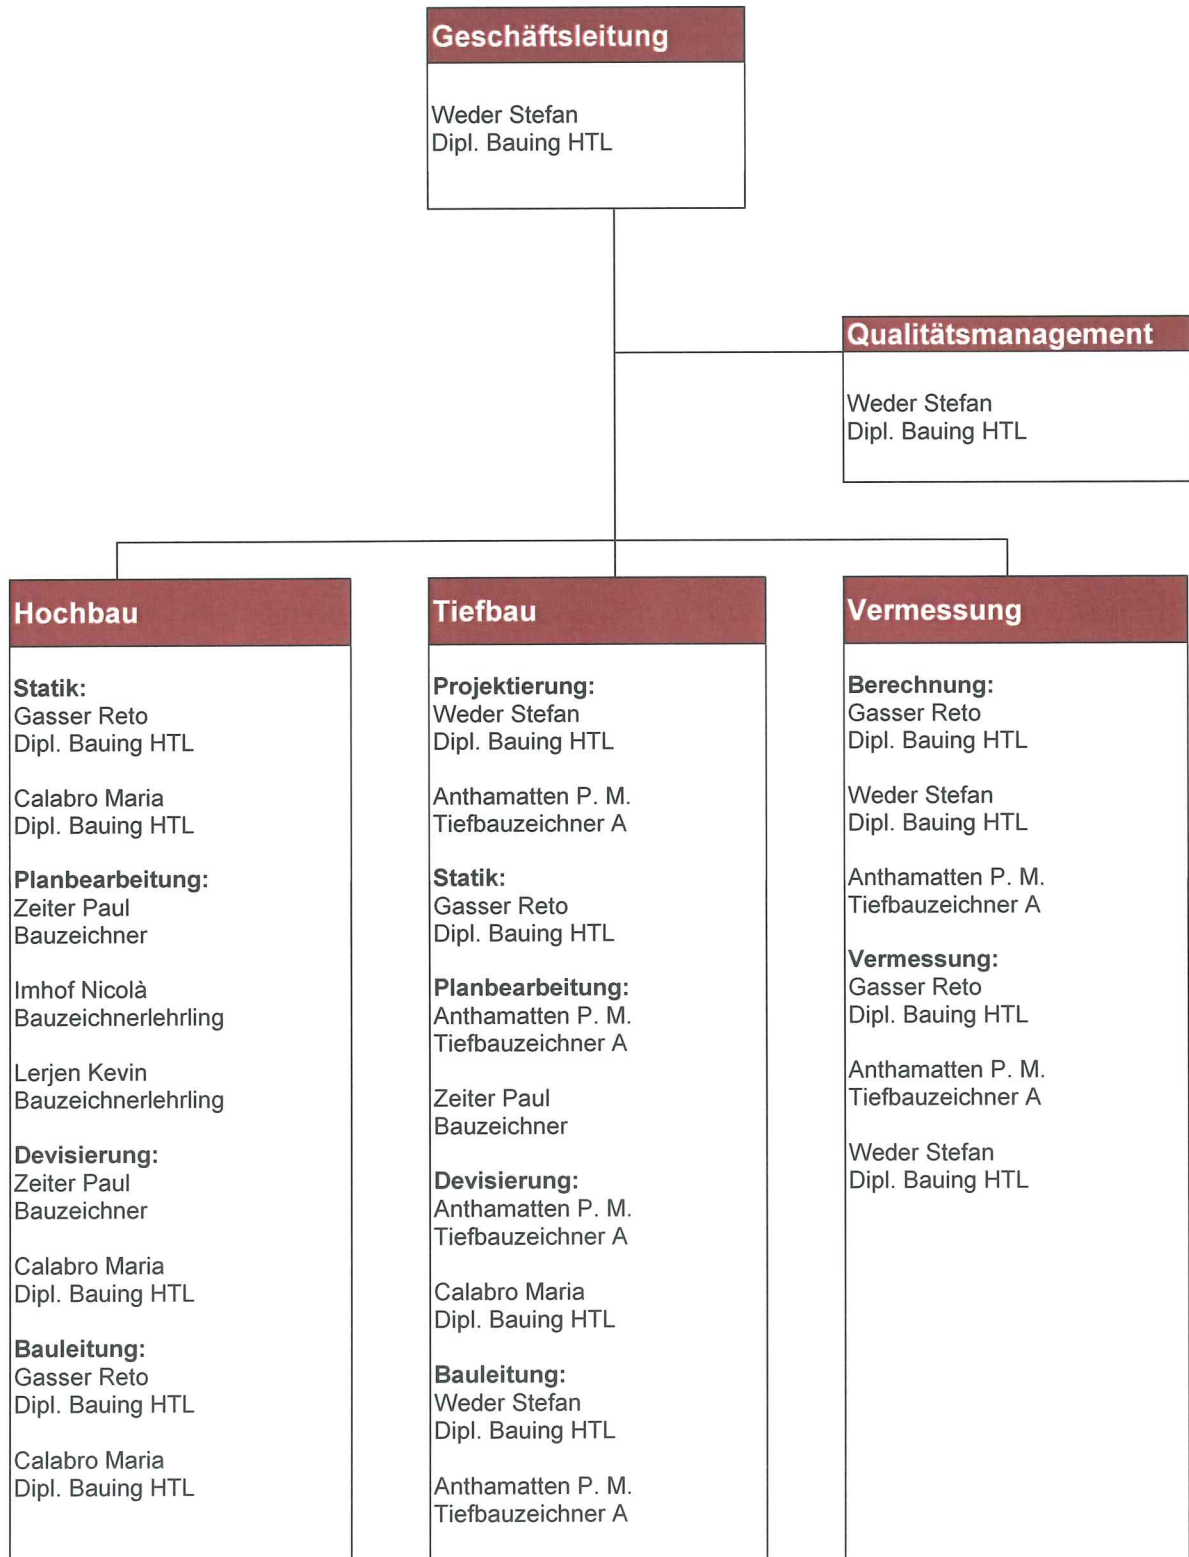 Geschäftsleitung
Weder Stefan
Dipl. Bauing HTL
Qualitätsmanagement
Weder Stefan
Dipl. Bauing HTL
Hochbau
Statik:
Gasser Reto
Dipl. Bauing HTL
Calabro Maria
Dipl. Bauing HTL
Planbearbeitung:
Zeiter Paul
Bauzeichner
Imhof Nicolà
Bauzeichnerlehrling
Lerjen Kevin
Bauzeichnerlehrling
Devisierung:
Zeiter Paul
Bauzeichner
Calabro Maria
Dipl. Bauing HTL
Bauleitung:
Gasser Reto
Dipl. Bauing HTL
Calabro Maria
Dipl. Bauing HTL
Tiefbau
Projektierung:
Weder Stefan
Dipl. Bauing HTL
Anthamatten P. M.
Tiefbauzeichner A
Statik:
Gasser Reto
Dipl. Bauing HTL
Planbearbeitung:
Anthamatten P. M.
Tiefbauzeichner A
Zeiter Paul
Bauzeichner
Devisierung:
Anthamatten P. M.
Tiefbauzeichner A
Calabro Maria
Dipl. Bauing HTL
Bauleitung:
Weder Stefan
Dipl. Bauing HTL
Anthamatten P. M.
Tiefbauzeichner A
Vermessung
Berechnung:
Gasser Reto
Dipl. Bauing HTL
Weder Stefan
Dipl. Bauing HTL
Anthamatten P. M.
Tiefbauzeichner A
Vermessung:
Gasser Reto
Dipl. Bauing HTL
Anthamatten P. M.
Tiefbauzeichner A
Weder Stefan
Dipl. Bauing HTL